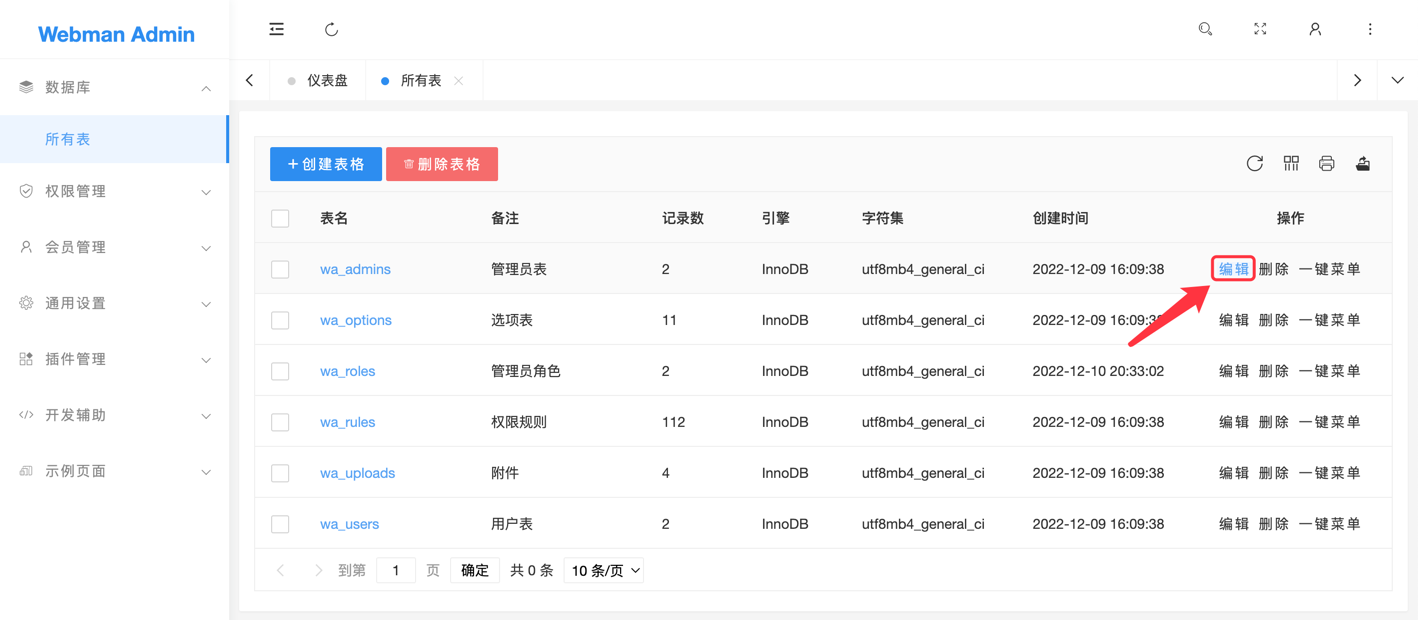 Webman Admin
仪表盘 所有表
数据库
所有表
权限管理
会员管理
通用设置
插件管理
开发辅助
示例页面
创建表格 删除表格
表名 备注 记录数 引擎 字符集 创建时间 操作
wa_admins 管理员表 2 InnoDB utf8mb4_general_ci 2022-12-09 16:09:38 编辑 删除 一键菜单
wa_options 选项表 11 InnoDB utf8mb4_general_ci 2022-12-09 16:09:38 编辑 删除 一键菜单
wa_roles 管理员角色 2 InnoDB utf8mb4_general_ci 2022-12-10 20:33:02 编辑 删除 一键菜单
wa_rules 权限规则 112 InnoDB utf8mb4_general_ci 2022-12-09 16:09:38 编辑 删除 一键菜单
wa_uploads 附件 4 InnoDB utf8mb4_general_ci 2022-12-09 16:09:38 编辑 删除 一键菜单
wa_users 用户表 2 InnoDB utf8mb4_general_ci 2022-12-09 16:09:38 编辑 删除 一键菜单
到第 1 页 确定 共 0 条 10 条/页